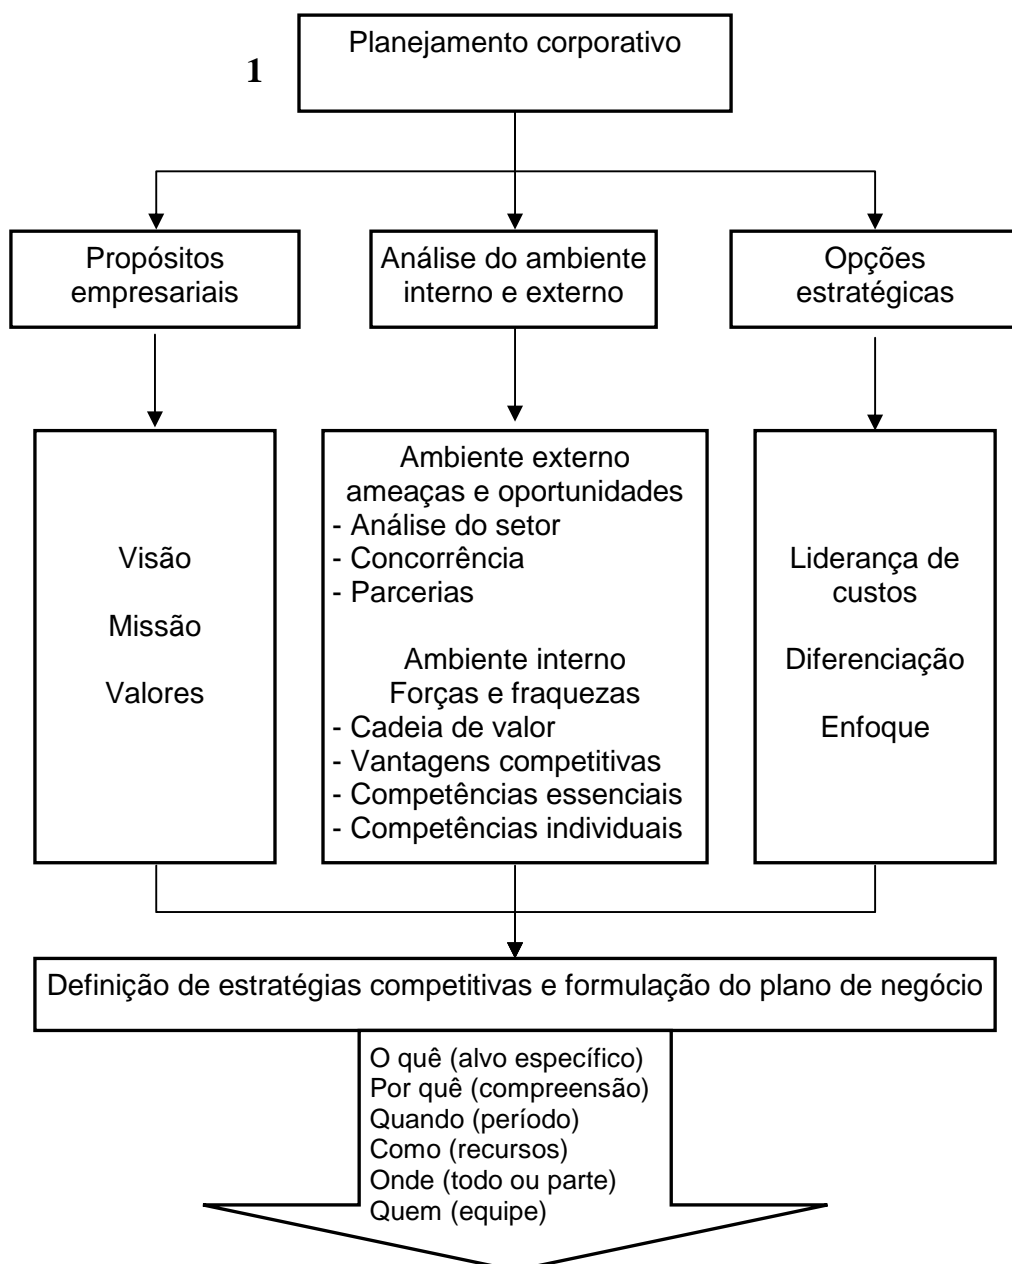 Planejamento corporativo
1
Propósitos
empresariais
Análise do ambiente
interno e externo
Opções
estratégicas
Visão
Missão
Valores
Ambiente externo
ameaças e oportunidades
- Análise do setor
- Concorrência
- Parcerias
Ambiente interno
Forças e fraquezas
- Cadeia de valor
- Vantagens competitivas
- Competências essenciais
- Competências individuais
Liderança de
custos
Diferenciação
Enfoque
Definição de estratégias competitivas e formulação do plano de negócio
O quê (alvo específico)
Por quê (compreensão)
Quando (período)
Como (recursos)
Onde (todo ou parte)
Quem (equipe)